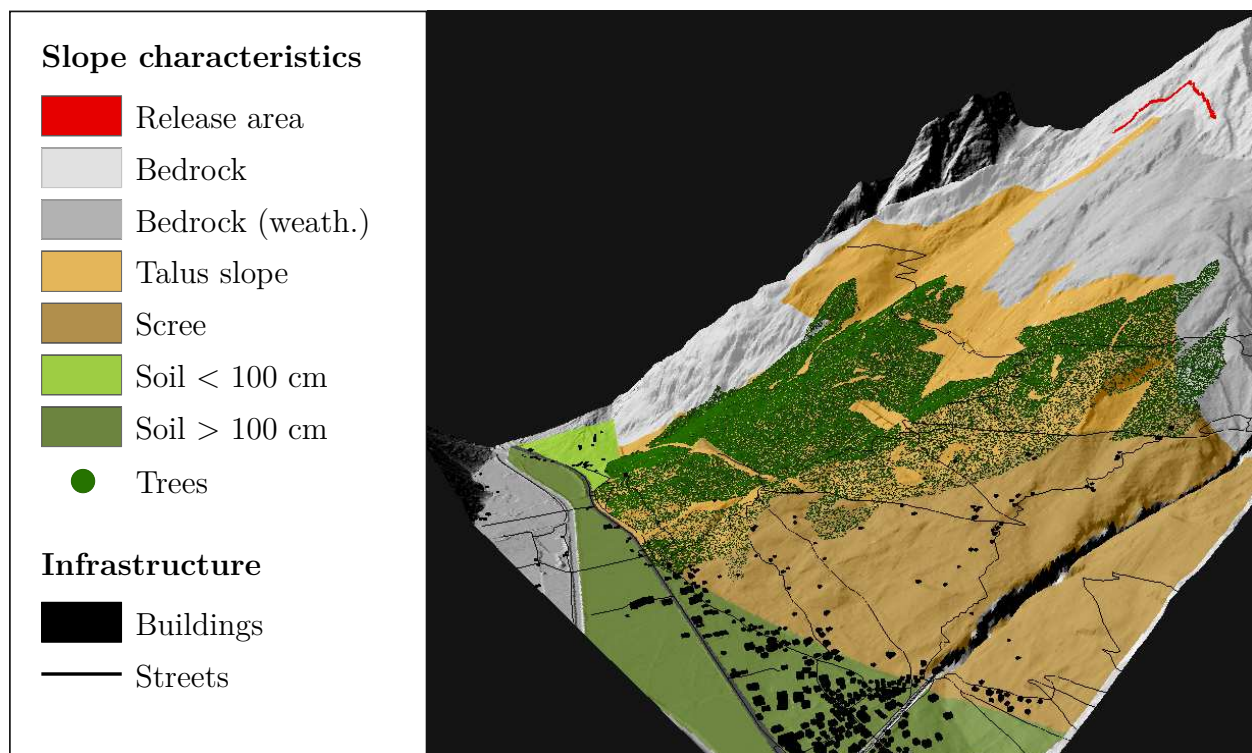 Slope characteristics
Release area
Bedrock
Bedrock (weath.)
Talus slope
Scree
Soil < 100 cm
Soil > 100 cm
Trees
Infrastructure
Buildings
Streets